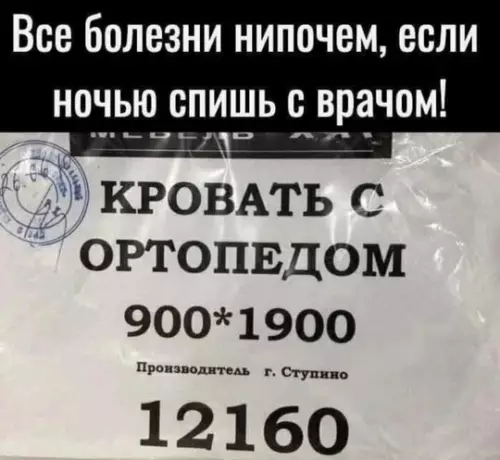 Все болезни нипочем, если
ночью спишь с врачом!
КРОВАТЬ С
ОРТОПЕДОМ
900*1900
Производитель г. Ступино
12160